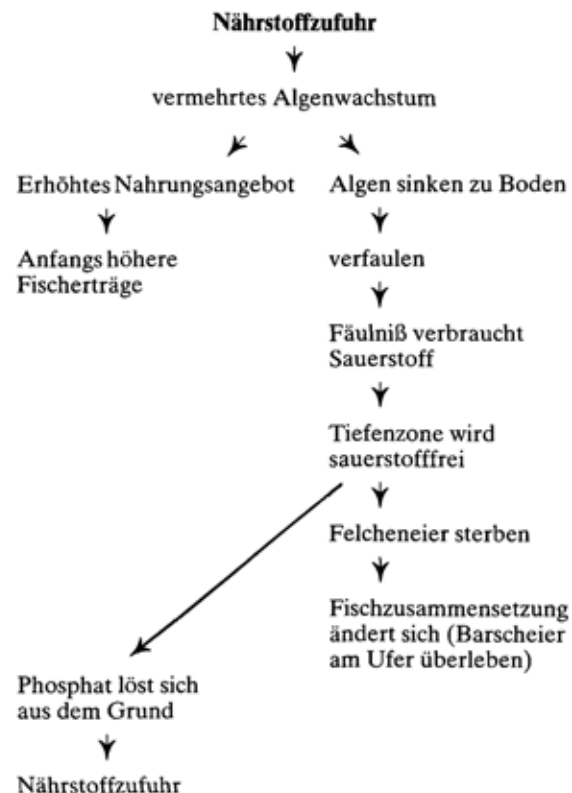 Nährstoffzufuhr
vermehrtes Algenwachstum
Erhöhtes Nahrungsangebot
Algen sinken zu Boden
Anfangs höhere
Fischerträge
verfaulen
Fäulniß verbraucht
Sauerstoff
Tiefenzone wird
sauerstofffrei
Felcheneier sterben
Fischzusammensetzung
ändert sich (Barscheier
am Ufer überleben)
Phosphat löst sich
aus dem Grund
Nährstoffzufuhr